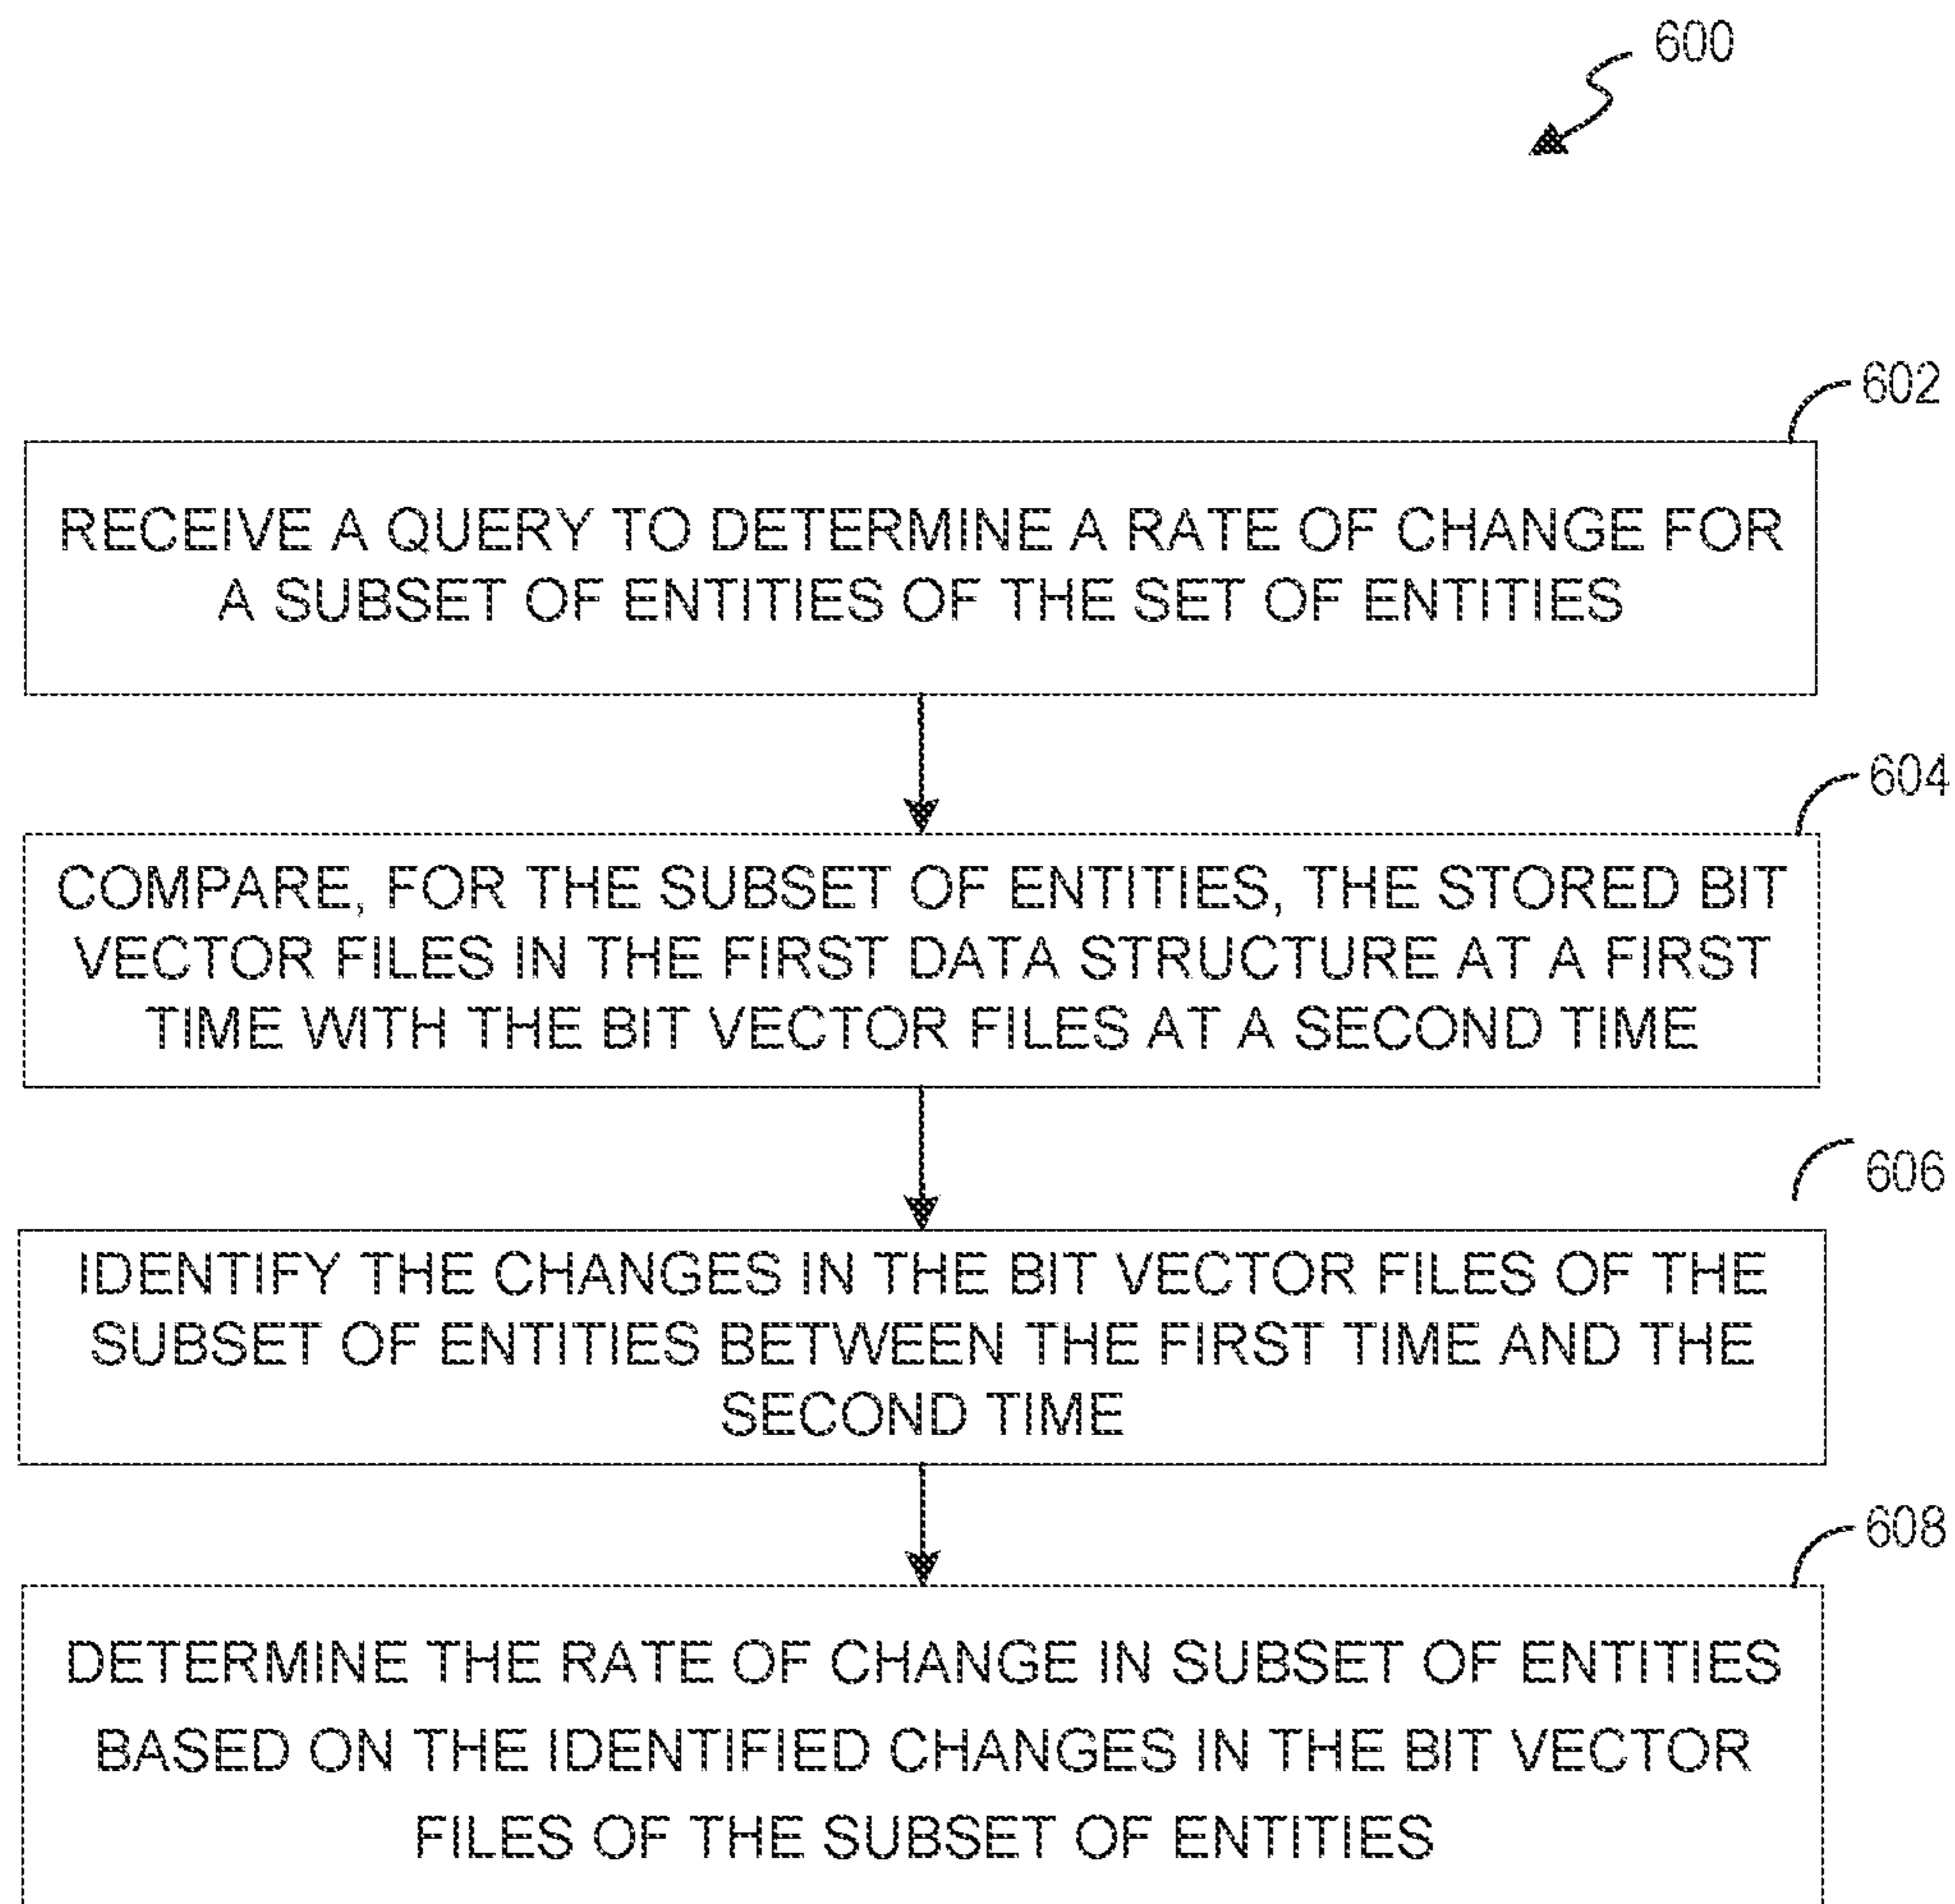 600
602
RECEIVE A QUERY TO DETERMINE A RATE OF CHANGE FOR
A SUBSET OF ENTITIES OF THE SET OF ENTITIES
604
COMPARE, FOR THE SUBSET OF ENTITIES, THE STORED BIT
VECTOR FILES IN THE FIRST DATA STRUCTURE AT A FIRST
TIME WITH THE BIT VECTOR FILES AT A SECOND TIME
606
IDENTIFY THE CHANGES IN THE BIT VECTOR FILES OF THE
SUBSET OF ENTITIES BETWEEN THE FIRST TIME AND THE
SECOND TIME
608
DETERMINE THE RATE OF CHANGE IN SUBSET OF ENTITIES
BASED ON THE IDENTIFIED CHANGES IN THE BIT VECTOR
FILES OF THE SUBSET OF ENTITIES